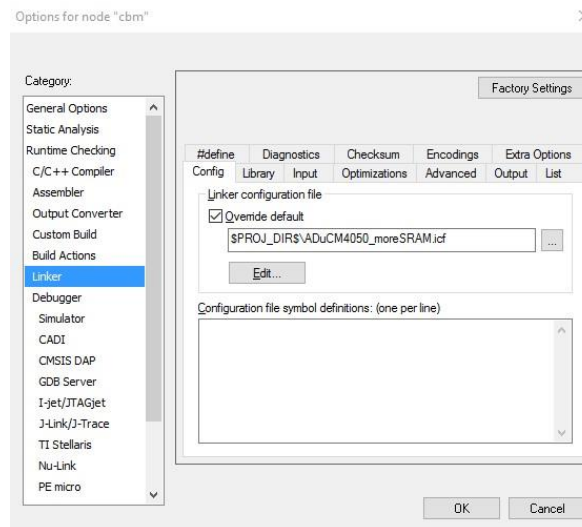 Options for node "cbm"
Category:
General Options
Static Analysis
Runtime Checking
C/C++ Compiler
Assembler
Output Converter
Custom Build
Build Actions
Linker
Debugger
Simulator
CADI
CMSIS DAP
GDB Server
I-jet/JTAGjet
J-Link/J-Trace
TI Stellaris
Nu-Link
PE micro
Factory Settings
#define Diagnostics Checksum Encodings Extra Options
Config Library Input Optimizations Advanced Output List
Linker configuration file
Override default
$PROJ_DIR$\ADuCM4050_moreSRAM.icf
...
Edit...
Configuration file symbol definitions: (one per line)
OK Cancel